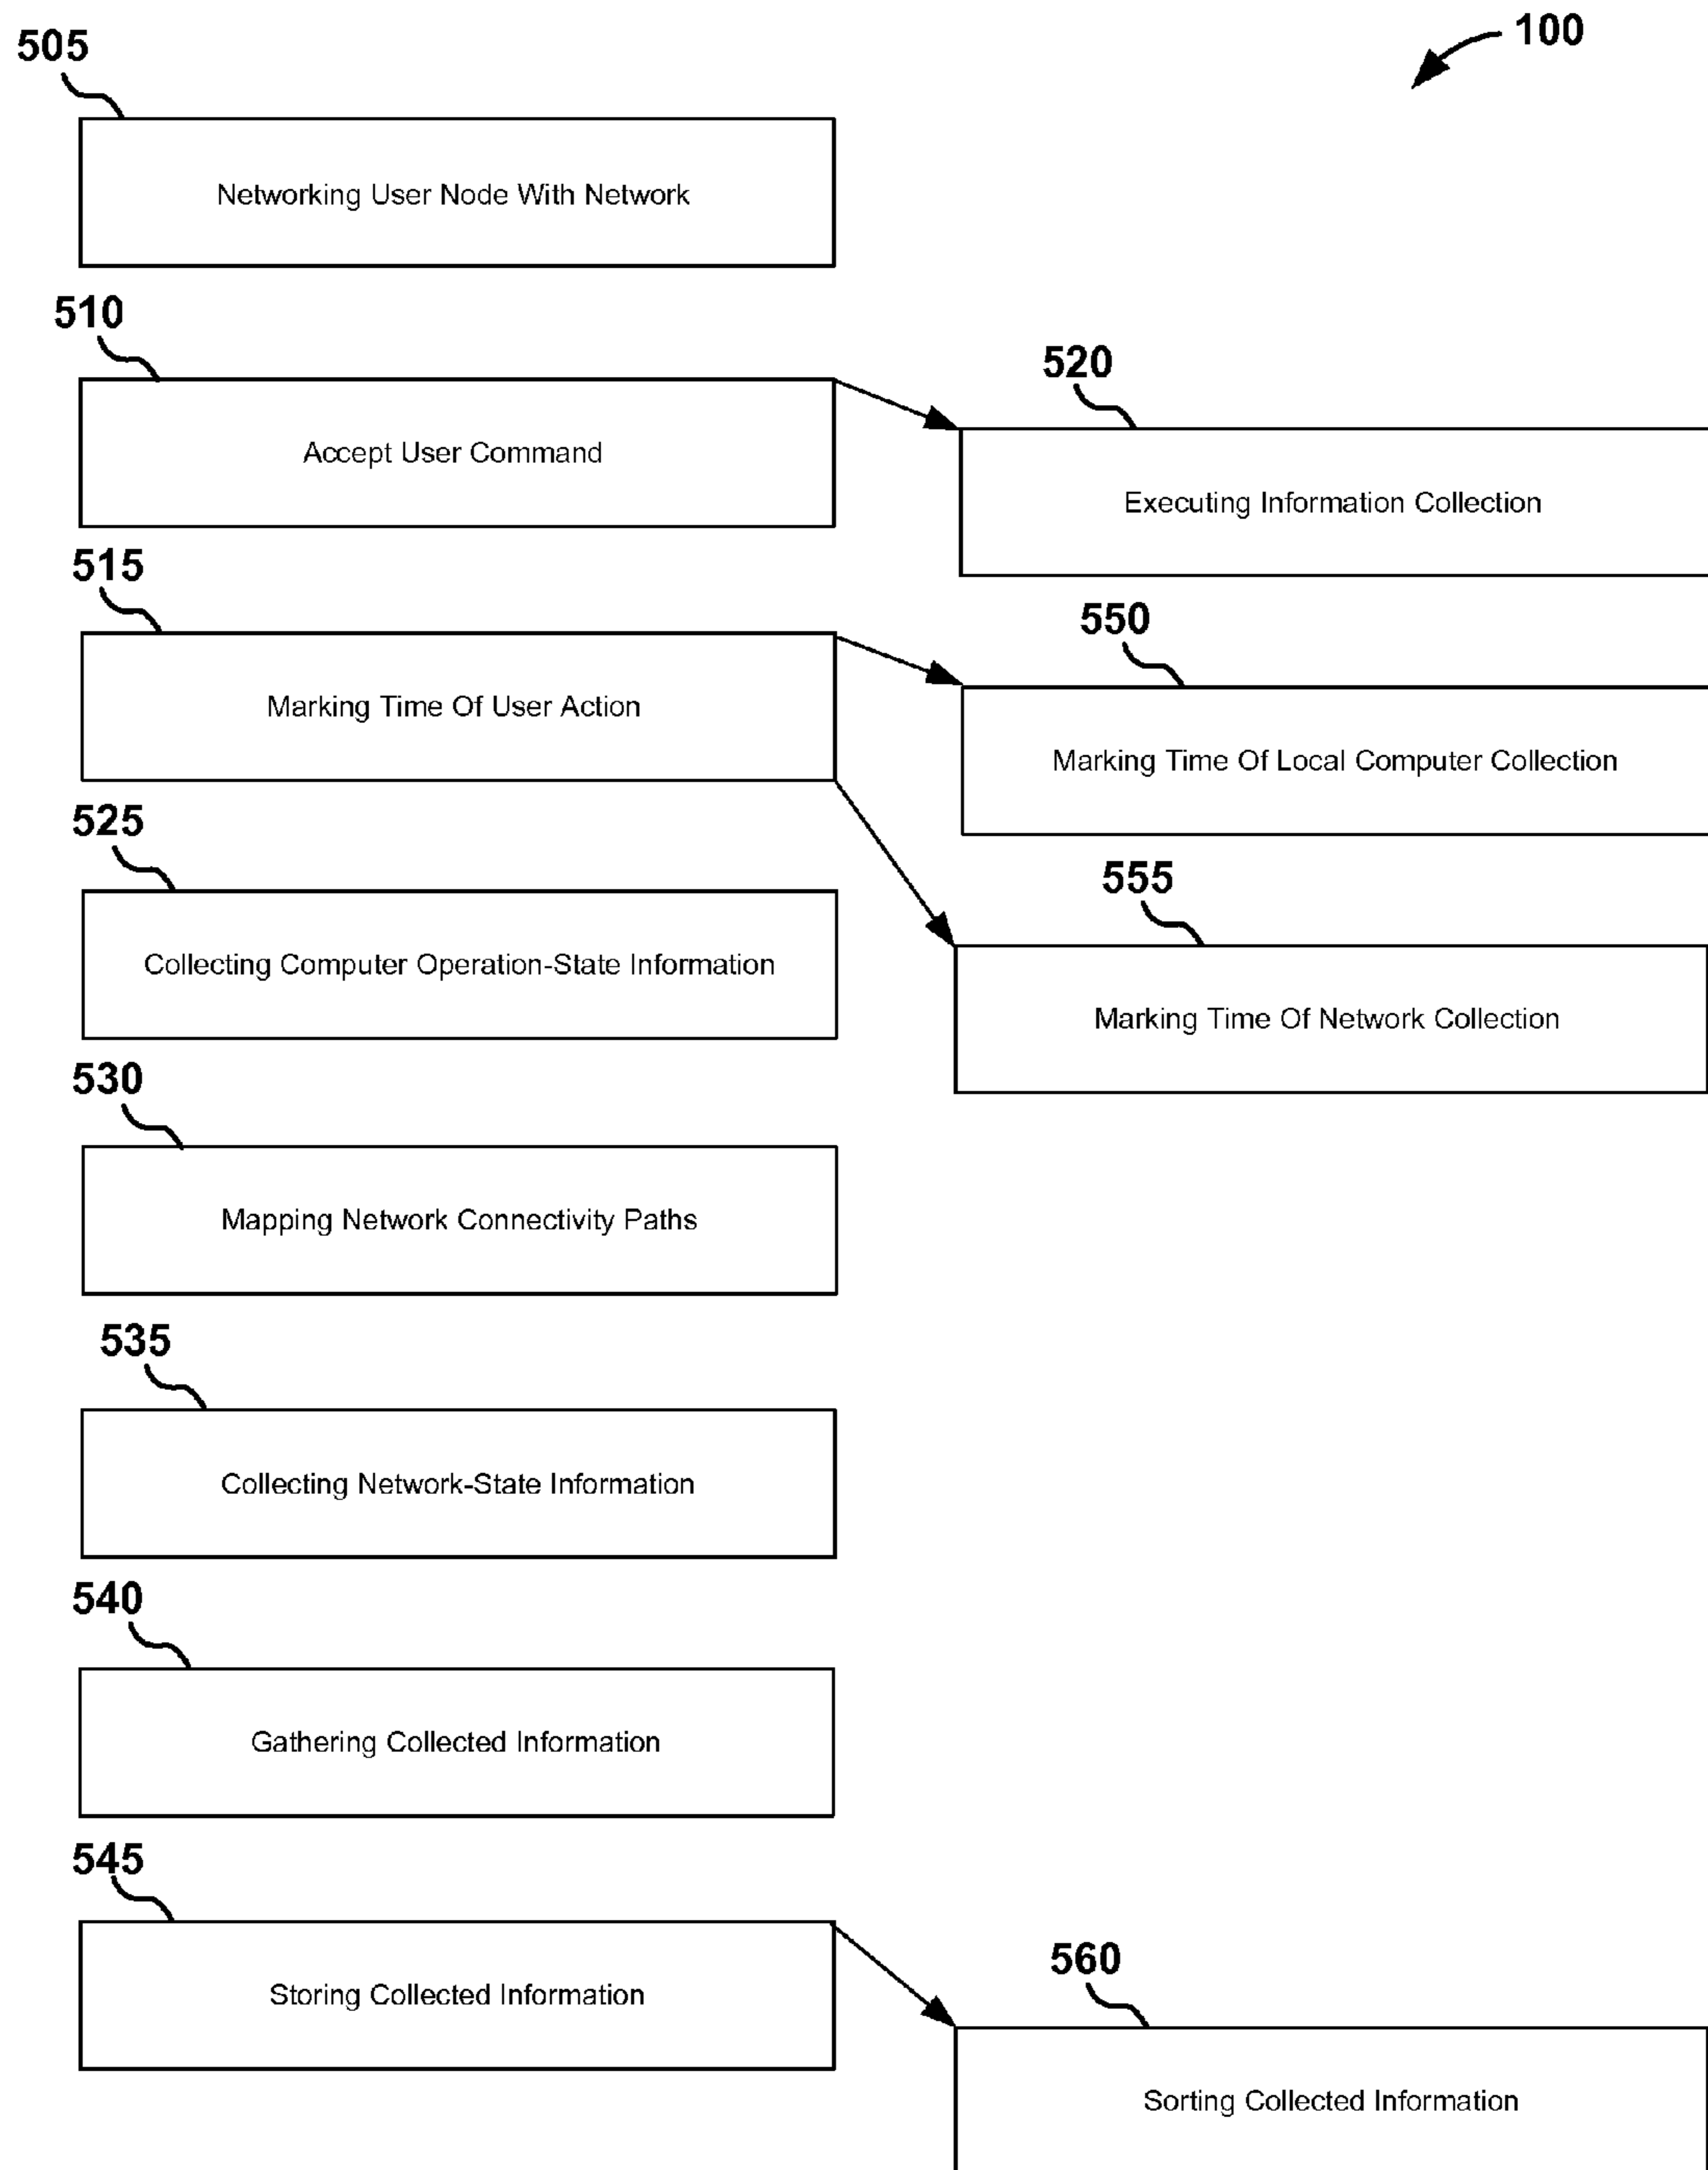 100
505
Networking User Node With Network
510
Accept User Command
520
Executing Information Collection
515
Marking Time Of User Action
550
Marking Time Of Local Computer Collection
525
Collecting Computer Operation-State Information
555
Marking Time Of Network Collection
530
Mapping Network Connectivity Paths
535
Collecting Network-State Information
540
Gathering Collected Information
545
Storing Collected Information
560
Sorting Collected Information